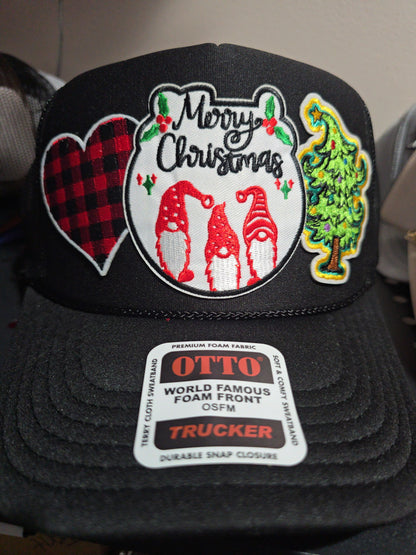 Merry
Christmas
PREMIUM FOAM FABRIC
OTTO®
WORLD FAMOUS
FOAM FRONT
OSFM
TRUCKER
DURABLE SNAP CLOSURE
TERRY CLOTH SWEATBAND
SOFT & COMFY SWEATBAND